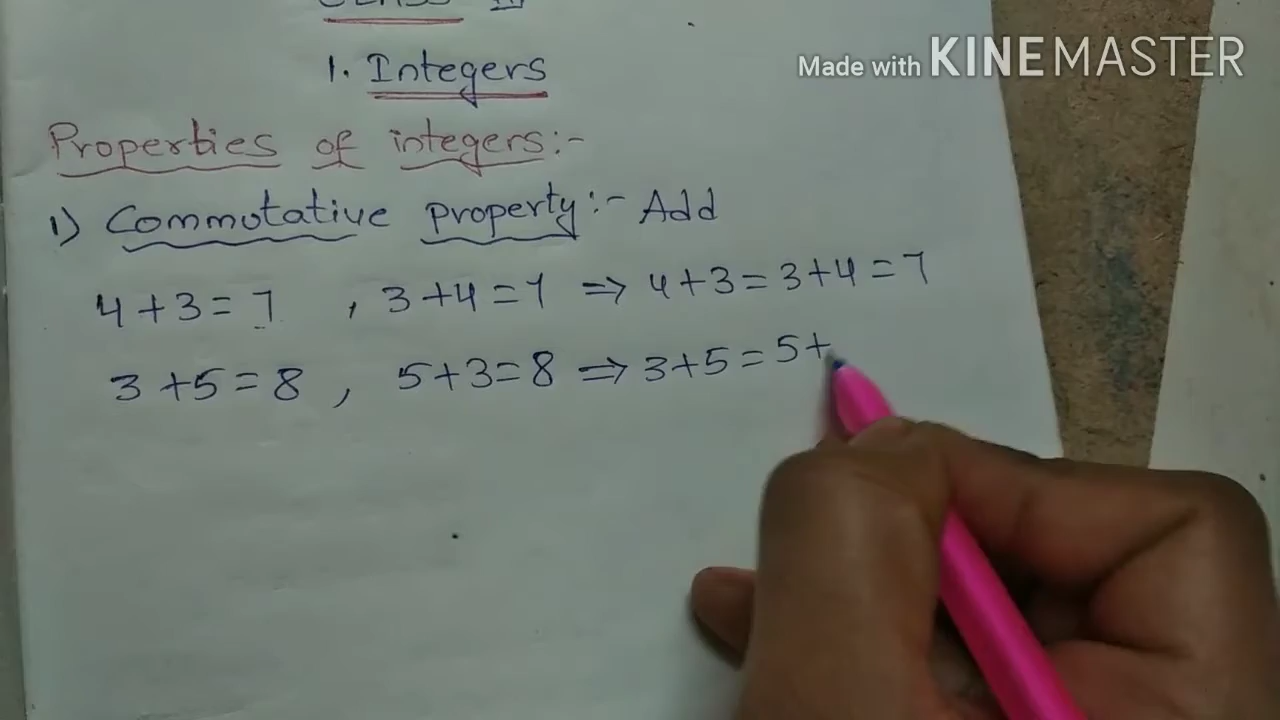 1. Integers
Made with KINEMASTER
Properties of integers:-
1) Commutative property:- Add
4+3=7 , 3+4=7 ⇒ 4+3=3+4=7
3+5=8 , 5+3=8 ⇒ 3+5=5+